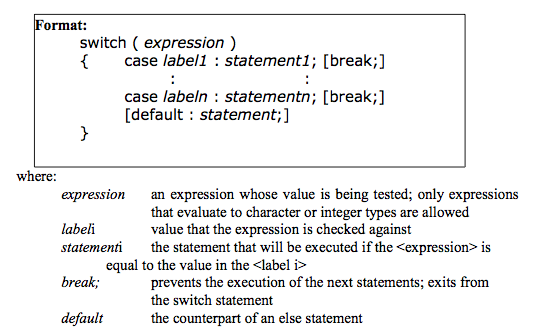 Format:
switch ( expression )
{ case label1 : statement1; [break;]
: :
case labeln : statementn; [break;]
[default : statement;]
}
where:
expression an expression whose value is being tested; only expressions
that evaluate to character or integer types are allowed
labeli value that the expression is checked against
statementi the statement that will be executed if the <expression> is
equal to the value in the <label i>
break; prevents the execution of the next statements; exits from
the switch statement
default the counterpart of an else statement